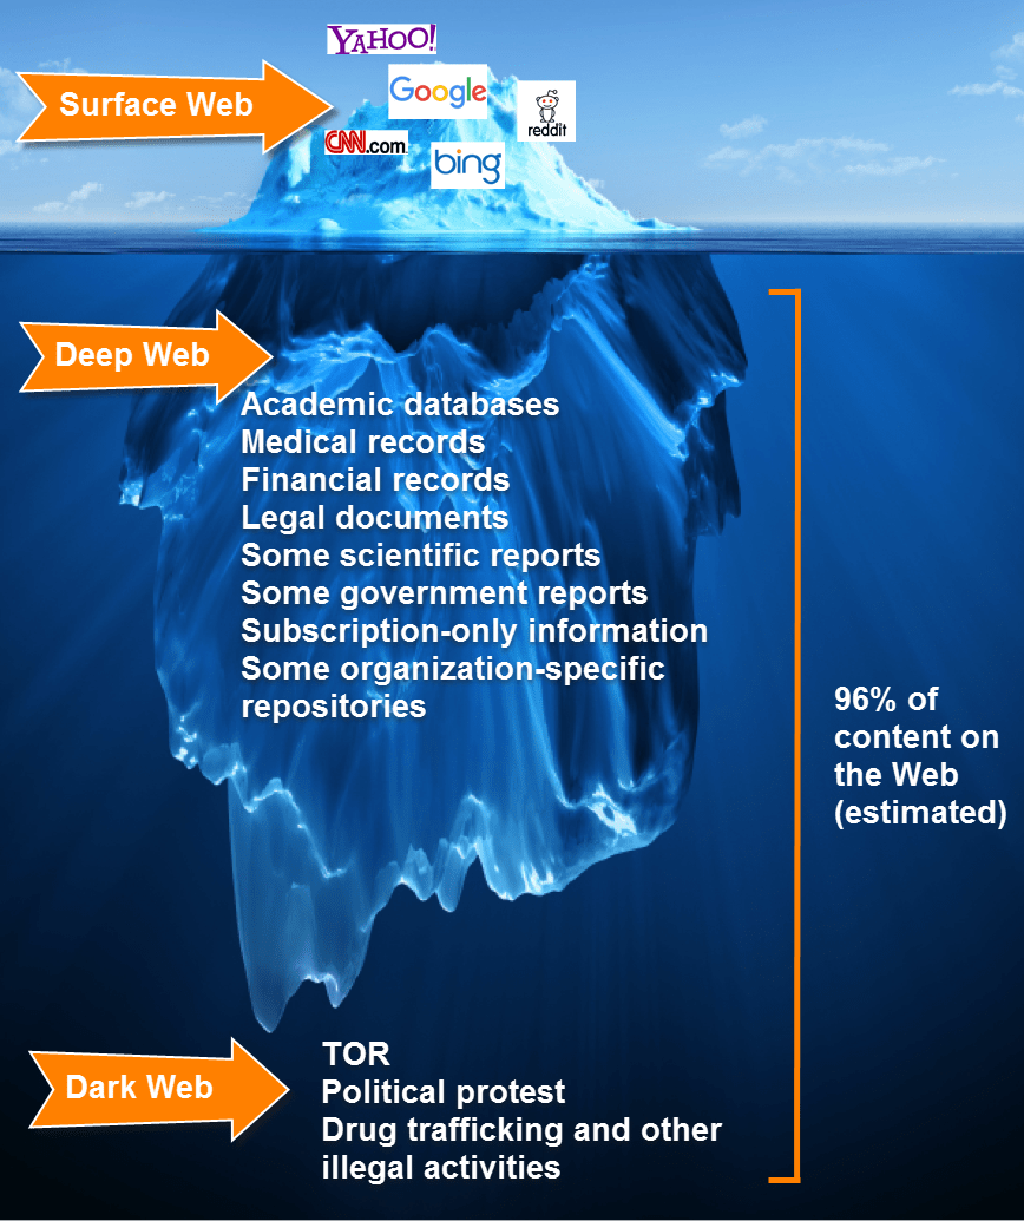 YAHOO!
Surface Web
Google
reddit
CNN.com
bing
Deep Web
Academic databases
Medical records
Financial records
Legal documents
Some scientific reports
Some government reports
Subscription-only information
Some organization-specific
repositories
96% of
content on
the Web
(estimated)
Dark Web
TOR
Political protest
Drug trafficking and other
illegal activities